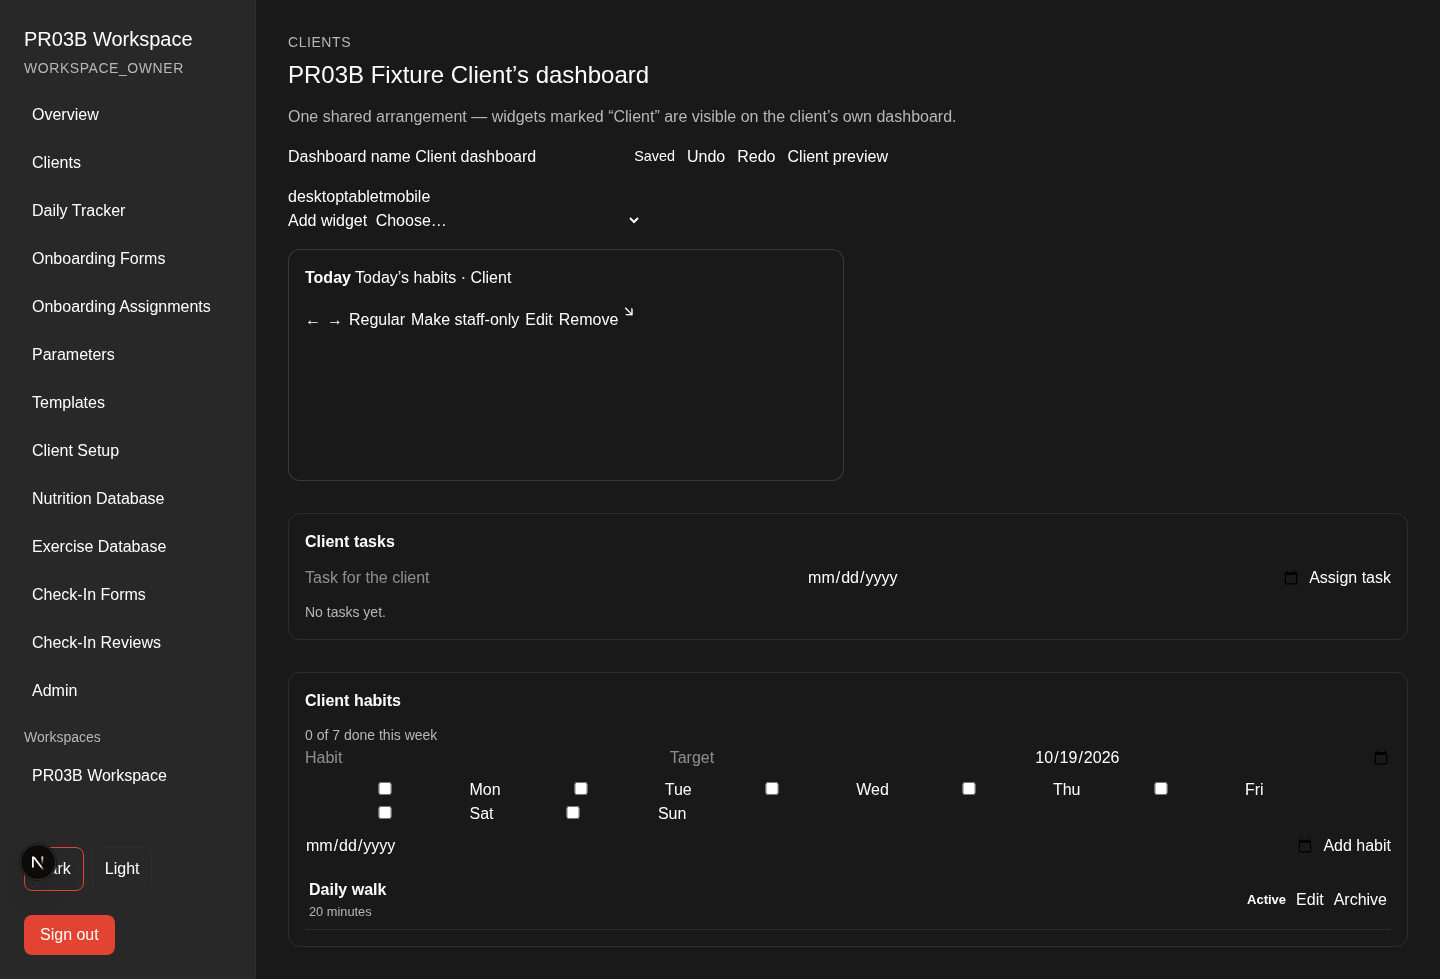 PR03B Workspace
WORKSPACE_OWNER
Overview
Clients
Daily Tracker
Onboarding Forms
Onboarding Assignments
Parameters
Templates
Client Setup
Nutrition Database
Exercise Database
Check-In Forms
Check-In Reviews
Admin
Workspaces
PR03B Workspace
N
rk Light
Sign out
CLIENTS
PR03B Fixture Client’s dashboard
One shared arrangement — widgets marked “Client” are visible on the client’s own dashboard.
Dashboard name Client dashboard Saved Undo Redo Client preview
desktoptabletmobile
Add widget Choose…
Today Today’s habits · Client
← → Regular Make staff-only Edit Remove ↘
Client tasks
Task for the client mm/dd/yyyy Assign task
No tasks yet.
Client habits
0 of 7 done this week
Habit Target 10/19/2026
Mon Tue Wed Thu Fri
Sat Sun
mm/dd/yyyy Add habit
Daily walk
20 minutes
Active Edit Archive